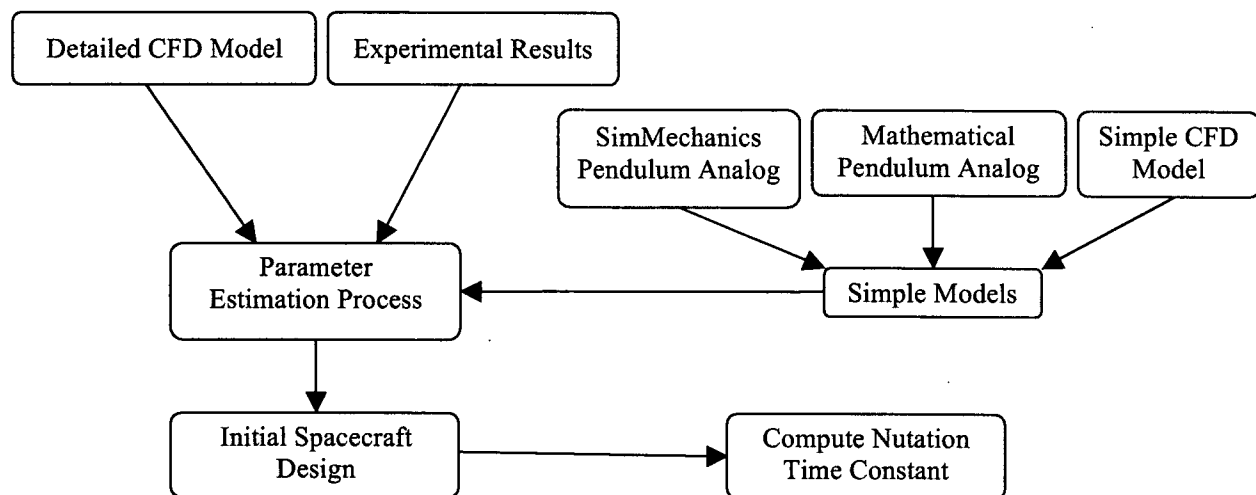 Detailed CFD Model
Experimental Results
SimMechanics
Pendulum Analog
Mathematical
Pendulum Analog
Simple CFD
Model
Parameter
Estimation Process
Simple Models
Initial Spacecraft
Design
Compute Nutation
Time Constant